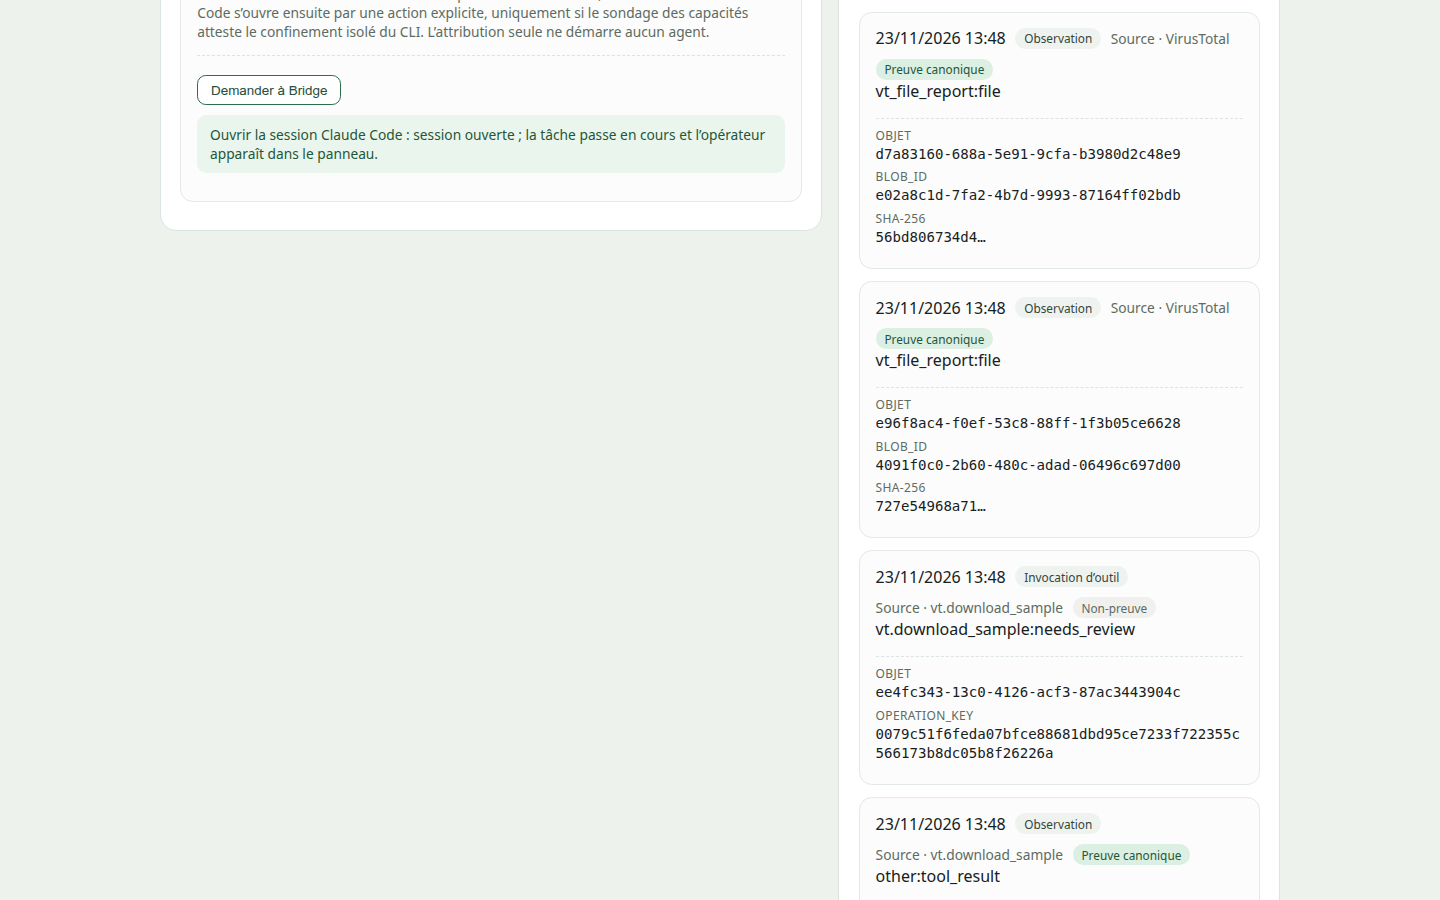 Code s’ouvre ensuite par une action explicite, uniquement si le sondage des capacités
atteste le confinement isolé du CLI. L’attribution seule ne démarre aucun agent.
Demander à Bridge
Ouvrir la session Claude Code : session ouverte ; la tâche passe en cours et l’opérateur
apparaît dans le panneau.
23/11/2026 13:48 Observation Source · VirusTotal
Preuve canonique
vt_file_report:file
OBJET
d7a83160-688a-5e91-9cfa-b3980d2c48e9
BLOB_ID
e02a8c1d-7fa2-4b7d-9993-87164ff02bdb
SHA-256
56bd806734d4…
23/11/2026 13:48 Observation Source · VirusTotal
Preuve canonique
vt_file_report:file
OBJET
e96f8ac4-f0ef-53c8-88ff-1f3b05ce6628
BLOB_ID
4091f0c0-2b60-480c-adad-06496c697d00
SHA-256
727e54968a71…
23/11/2026 13:48 Invocation d’outil
Source · vt.download_sample Non-preuve
vt.download_sample:needs_review
OBJET
ee4fc343-13c0-4126-acf3-87ac3443904c
OPERATION_KEY
0079c51f6feda07bfce88681dbd95ce7233f722355c
566173b8dc05b8f26226a
23/11/2026 13:48 Observation
Source · vt.download_sample Preuve canonique
other:tool_result